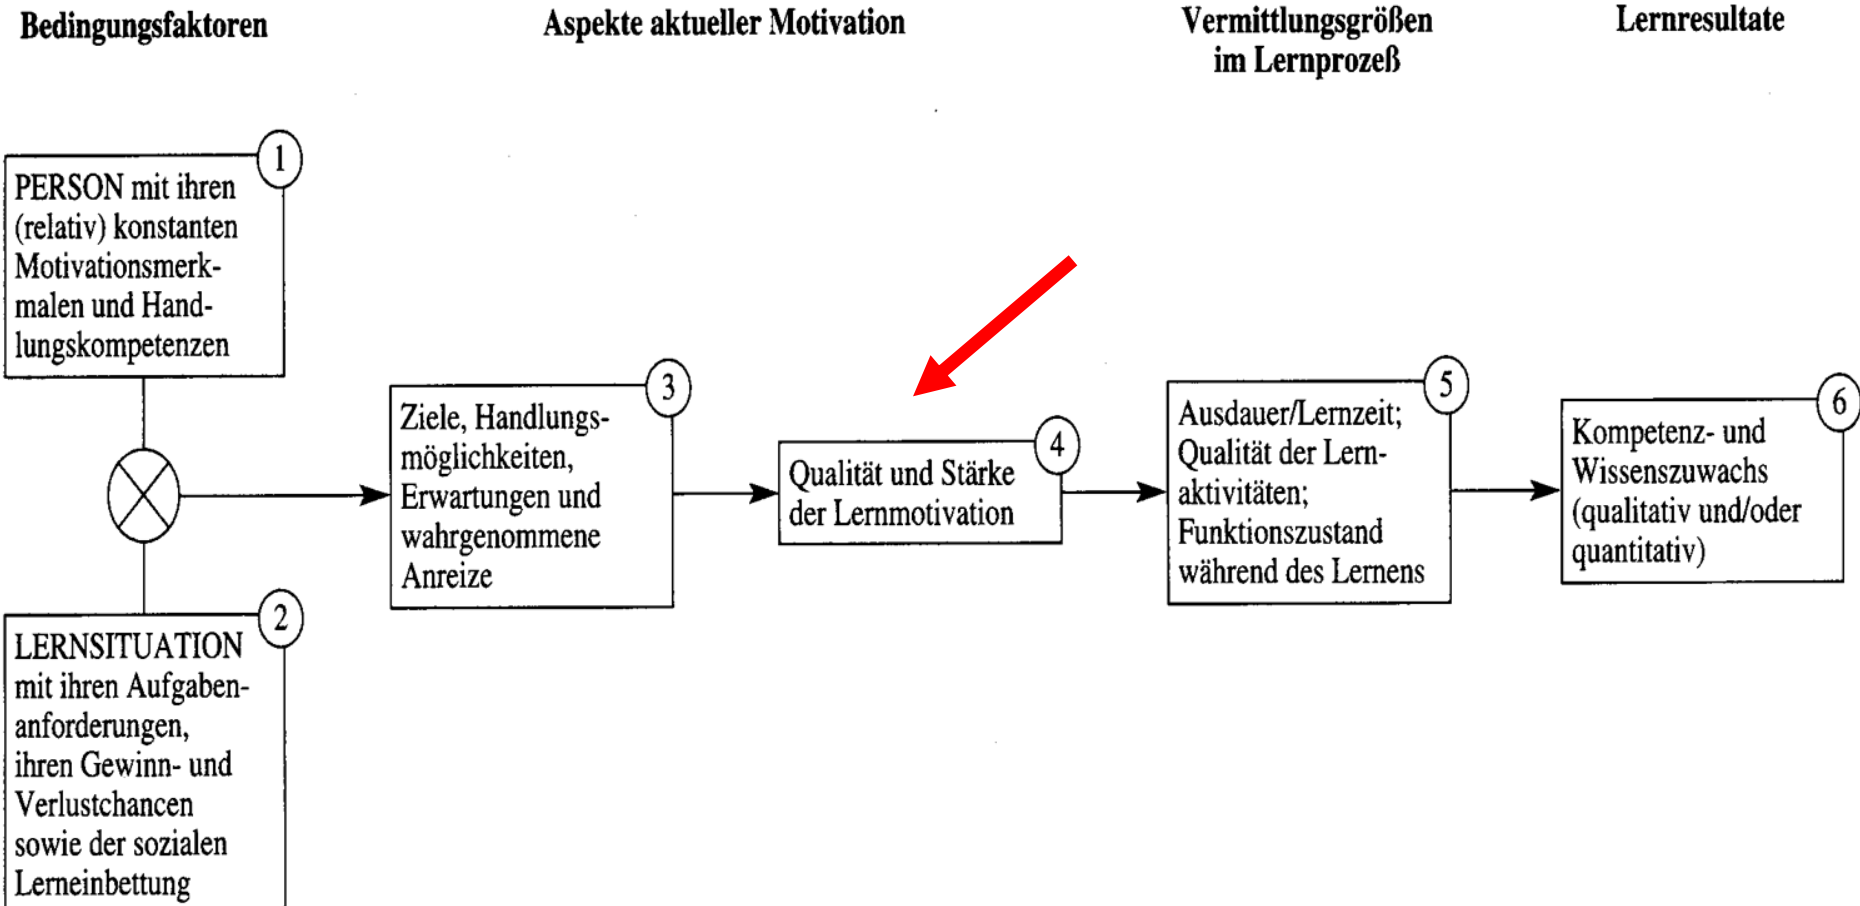 Bedingungsfaktoren
Aspekte aktueller Motivation
Vermittlungsgrößen
im Lernprozeß
Lernresultate
1
PERSON mit ihren
(relativ) konstanten
Motivationsmerk-
malen und Hand-
lungskompetenzen
2
LERNSITUATION
mit ihren Aufgaben-
anforderungen,
ihren Gewinn- und
Verlustchancen
sowie der sozialen
Lerneinbettung
3
Ziele, Handlungs-
möglichkeiten,
Erwartungen und
wahrgenommene
Anreize
4
Qualität und Stärke
der Lernmotivation
5
Ausdauer/Lernzeit;
Qualität der Lern-
aktivitäten;
Funktionszustand
während des Lernens
6
Kompetenz- und
Wissenszuwachs
(qualitativ und/oder
quantitativ)